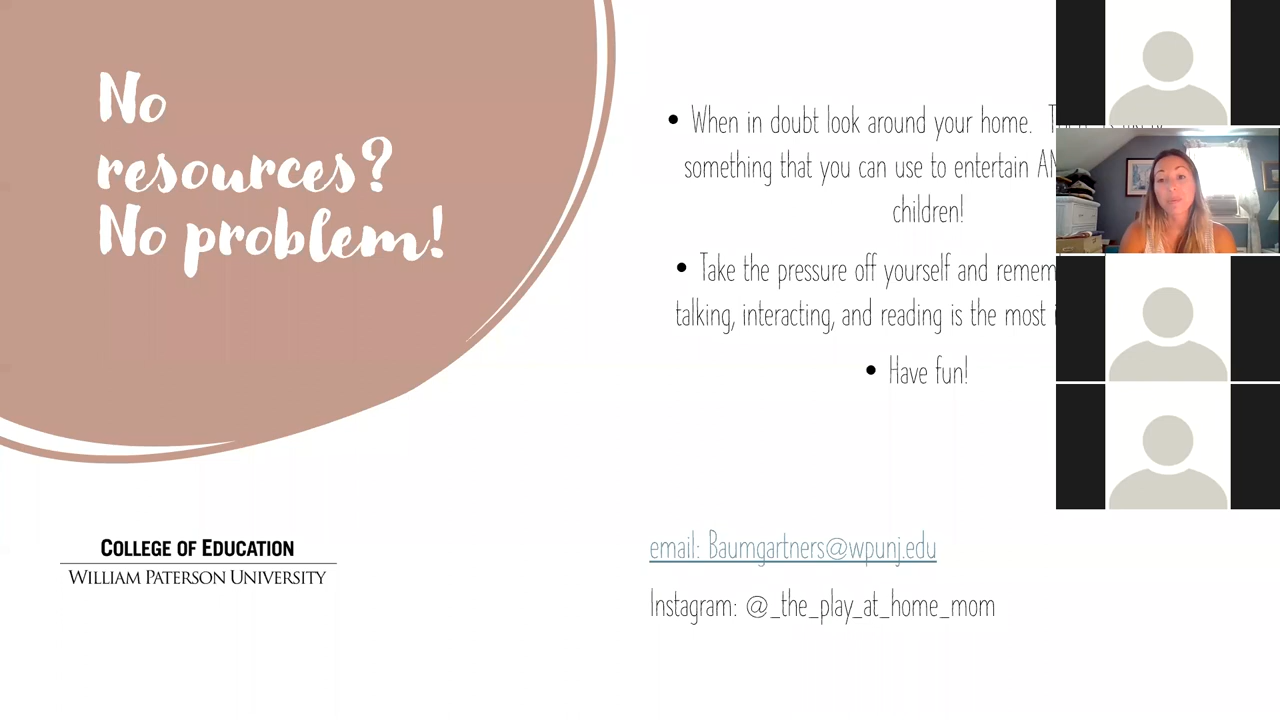 No
resources?
No problem!
• When in doubt look around your home.
something that you can use to entertain
children!
• Take the pressure off yourself and
talking, interacting, and reading is the most
• Have fun!
COLLEGE OF EDUCATION
WILLIAM PATERSON UNIVERSITY
email: Baumgartners@wpunj.edu
Instagram: @_the_play_at_home_mom